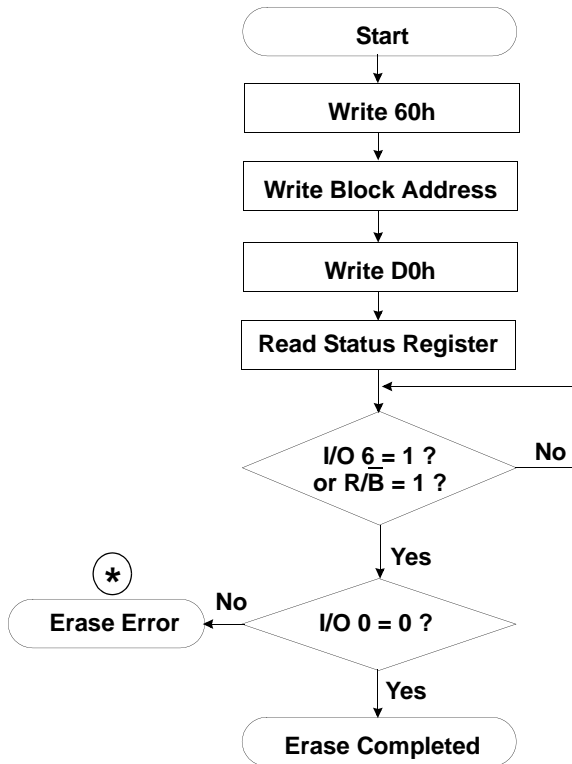 Start
Write 60h
Write Block Address
Write D0h
Read Status Register
I/O 6 = 1 ?
or R/B̅ = 1 ?
No
Yes
*
Erase Error
No
I/O 0 = 0 ?
Yes
Erase Completed